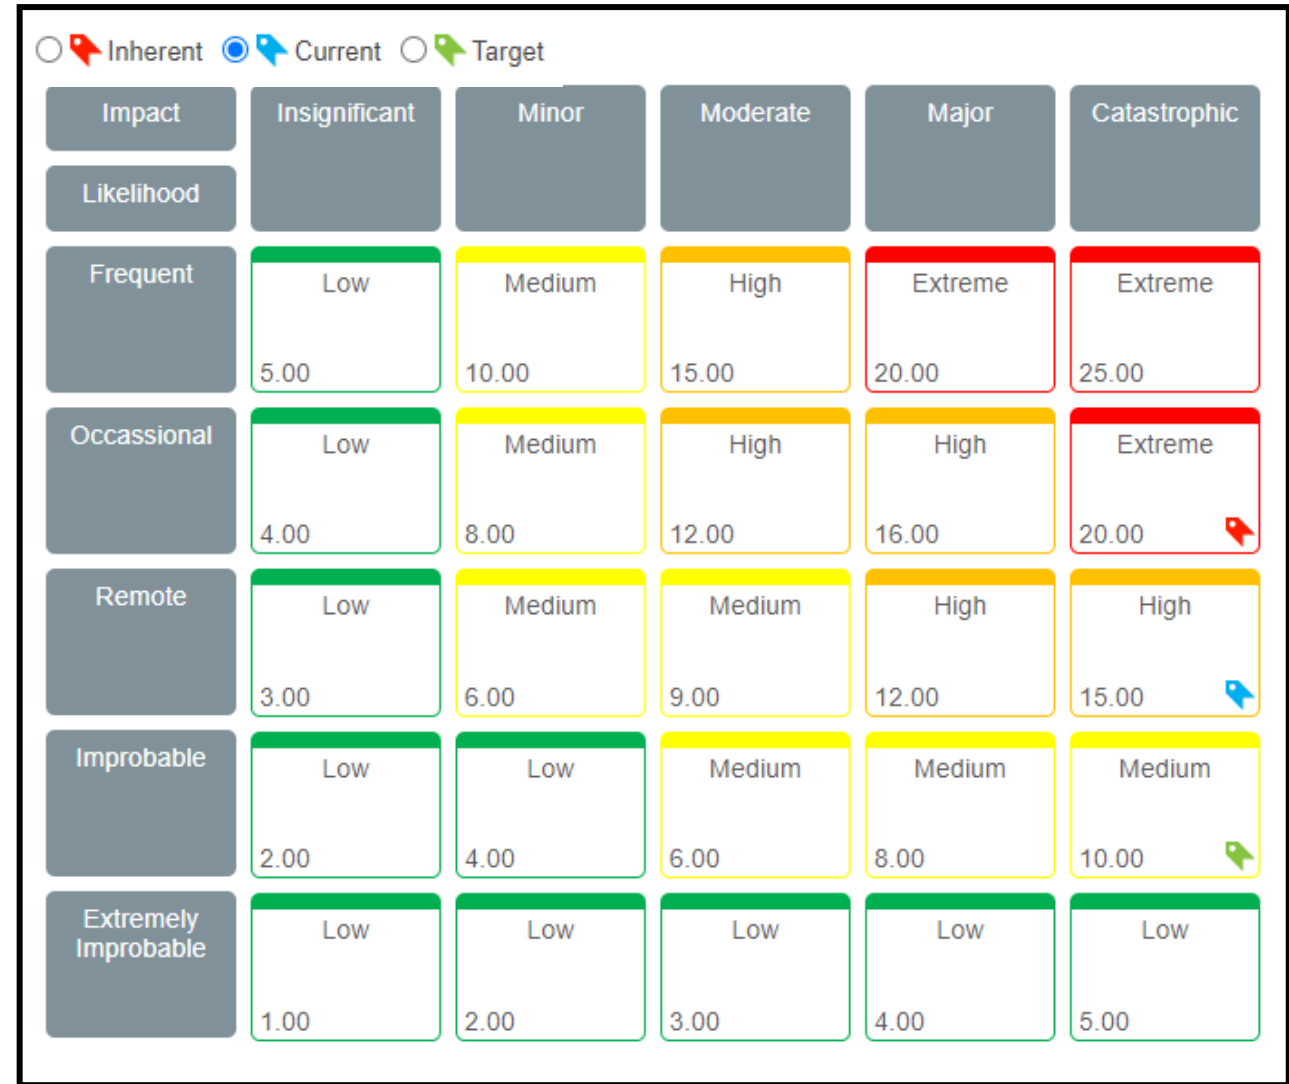 Inherent Current Target
Impact Insignificant Minor Moderate Major Catastrophic
Likelihood
Frequent Low Medium High Extreme Extreme
5.00 10.00 15.00 20.00 25.00
Occassional Low Medium High High Extreme
4.00 8.00 12.00 16.00 20.00
Remote Low Medium Medium High High
3.00 6.00 9.00 12.00 15.00
Improbable Low Low Medium Medium Medium
2.00 4.00 6.00 8.00 10.00
Extremely
Improbable Low Low Low Low Low
1.00 2.00 3.00 4.00 5.00